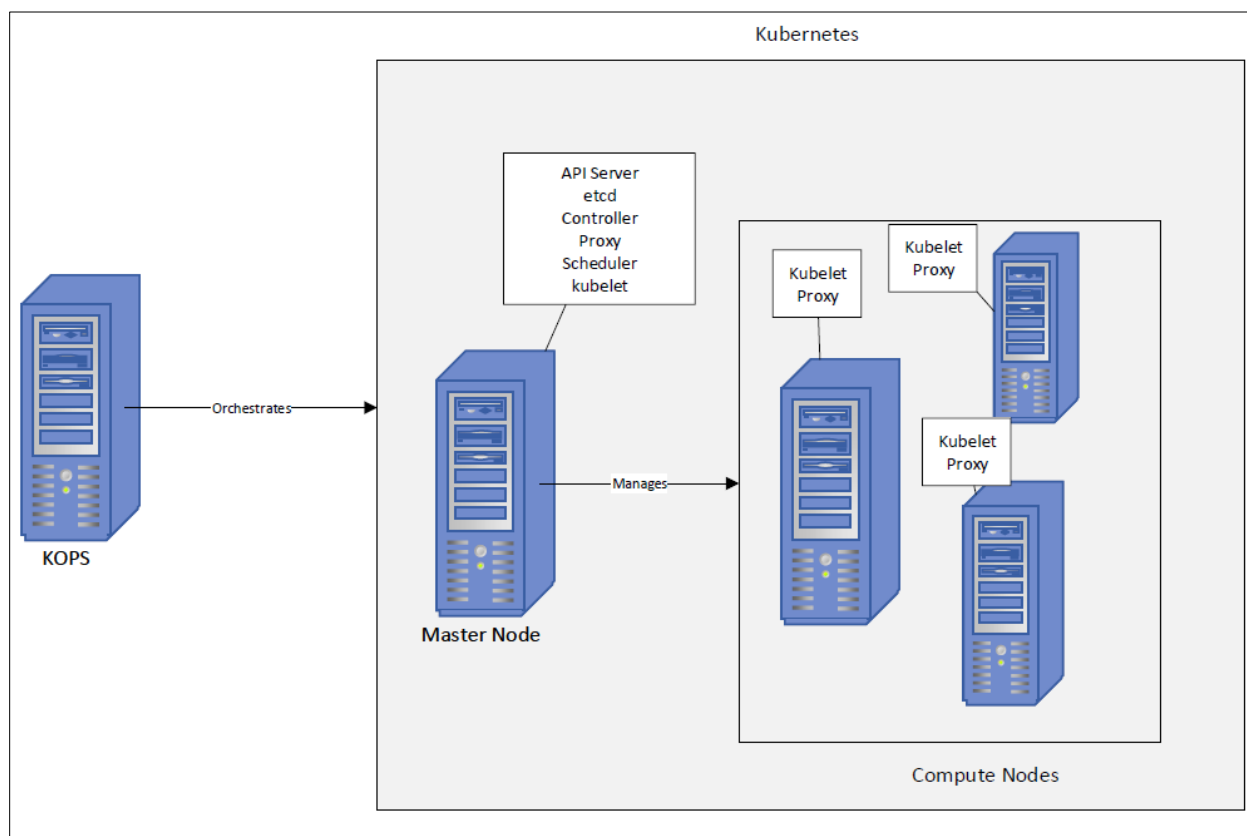 Kubernetes
API Server
etcd
Controller
Proxy
Scheduler
kubelet
Kubelet
Proxy
Kubelet
Proxy
Kubelet
Proxy
Orchestrates
Manages
KOPS
Master Node
Compute Nodes